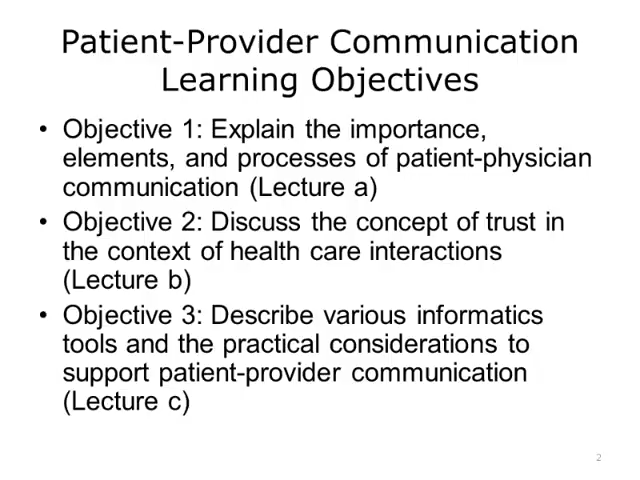 Patient-Provider Communication
Learning Objectives
• Objective 1: Explain the importance,
elements, and processes of patient-physician
communication (Lecture a)
• Objective 2: Discuss the concept of trust in
the context of health care interactions
(Lecture b)
• Objective 3: Describe various informatics
tools and the practical considerations to
support patient-provider communication
(Lecture c)
2